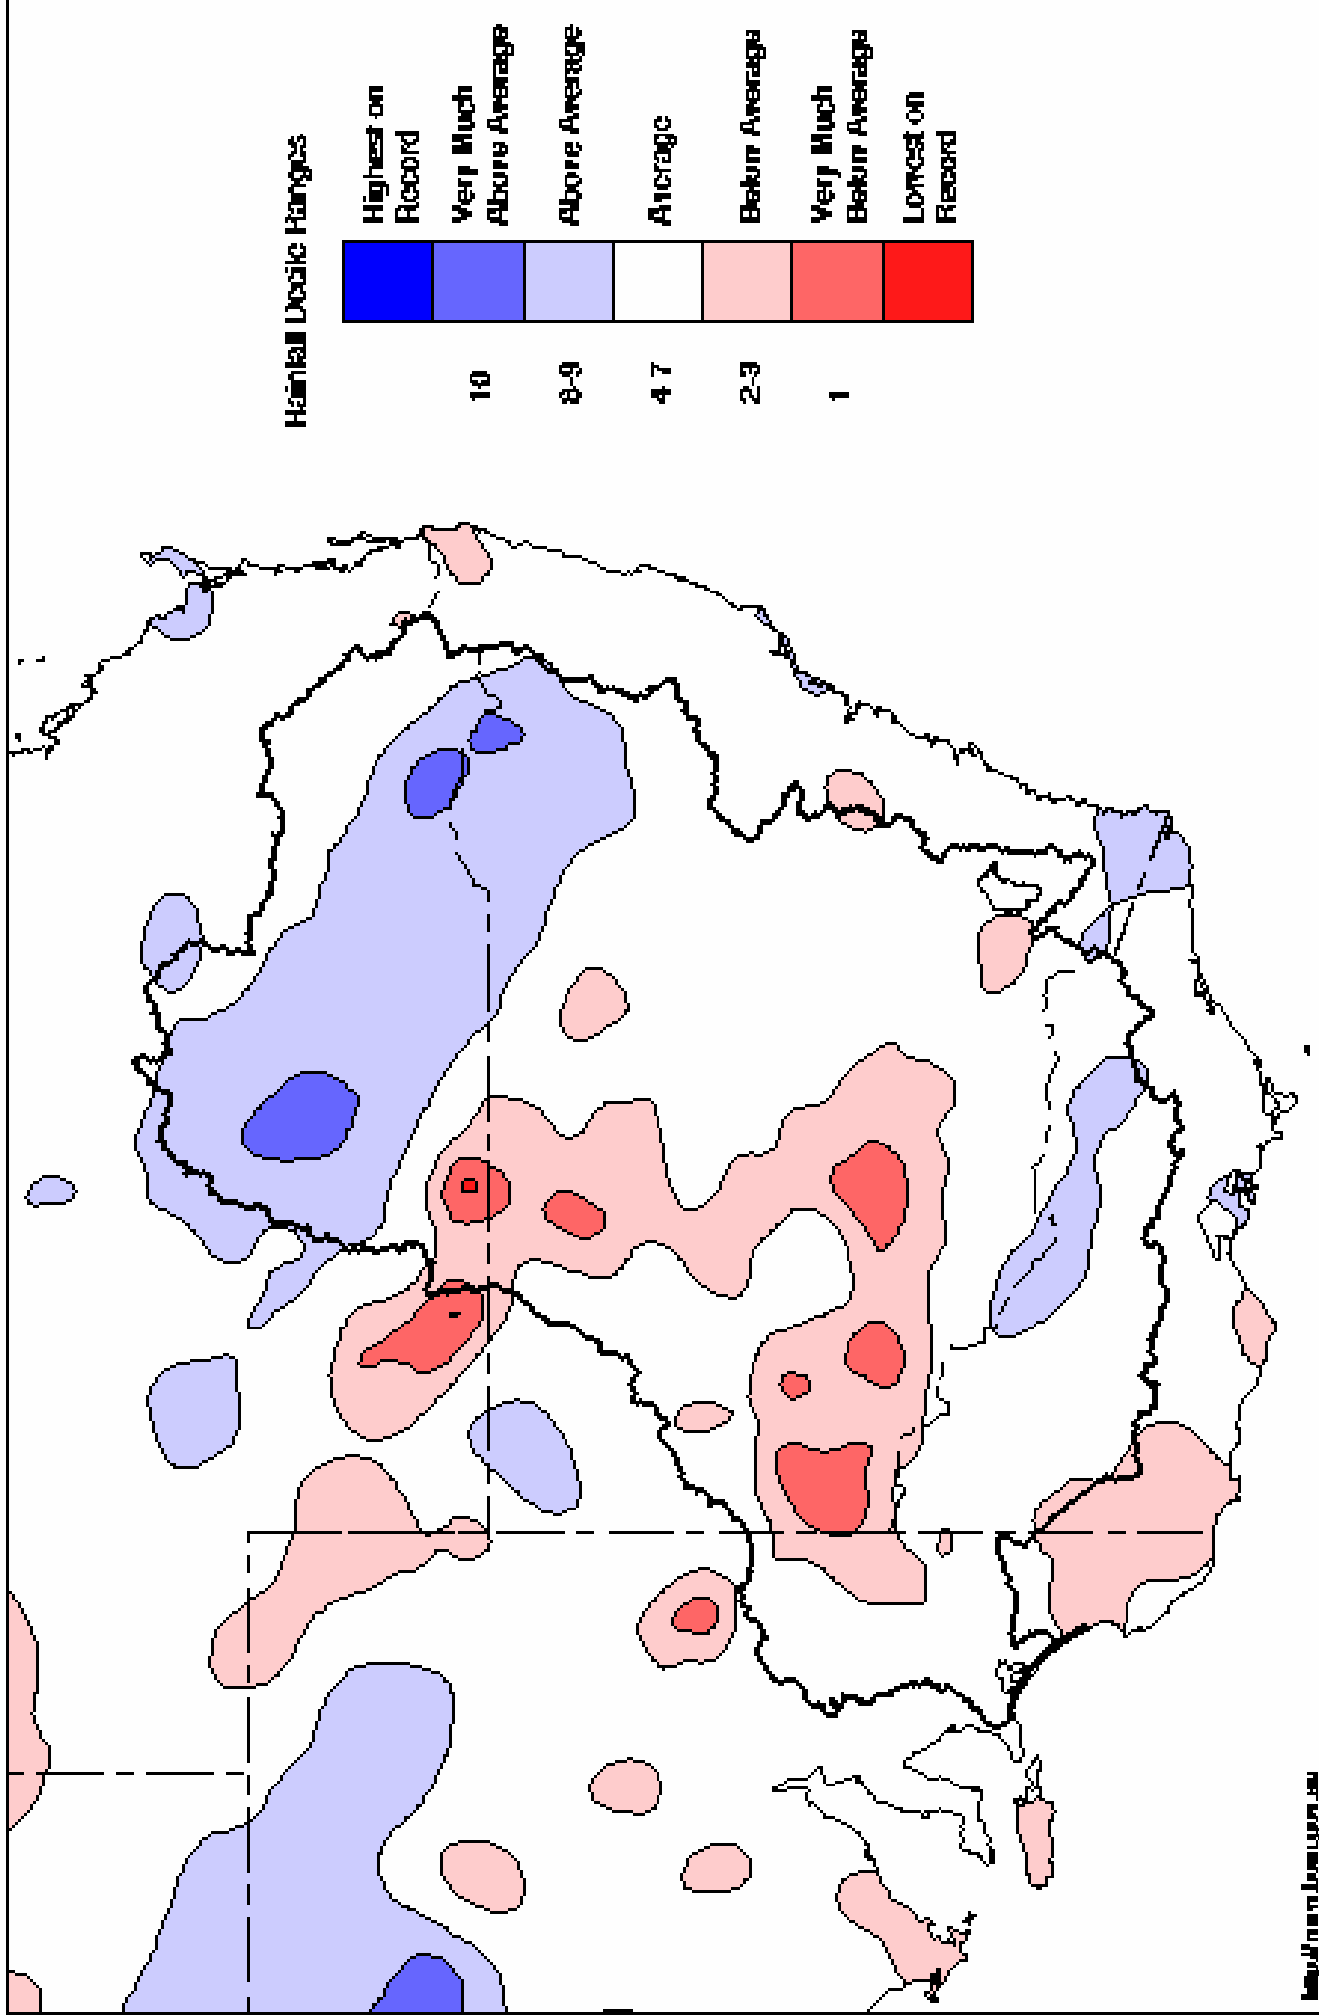 Rainfall Decile Ranges
Highest on
Record
10
Very Much
Above Average
8-9
Above Average
4-7
Average
2-3
Below Average
1
Very Much
Below Average
Lowest on
Record